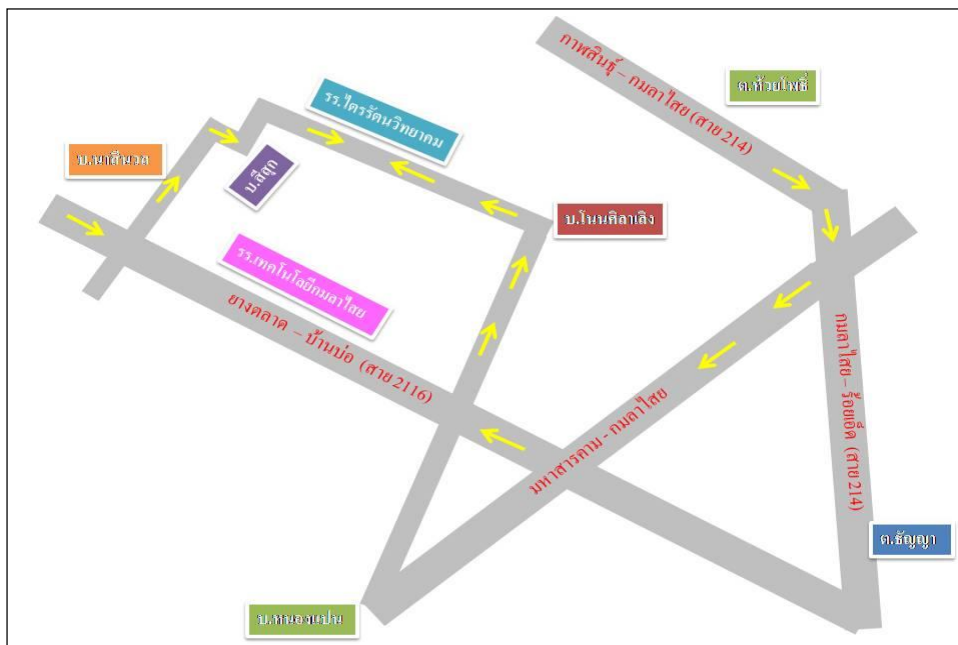 กาฬสินธุ์ – กมลาไสย (สาย 214)
ต.ห้วยโพธิ์
รร.ไตรรัตนวิทยาคม
บ.นาสีนวล
บ.สีสุก
บ.โนนศิลาเลิง
รร.เทคโนโลยีกมลาไสย
ยางตลาด – บ้านบ่อ (สาย 2116)
มหาสารคาม - กมลาไสย
กมลาไสย – ร้อยเอ็ด (สาย 214)
ต.ธัญญา
บ.หนองแปน